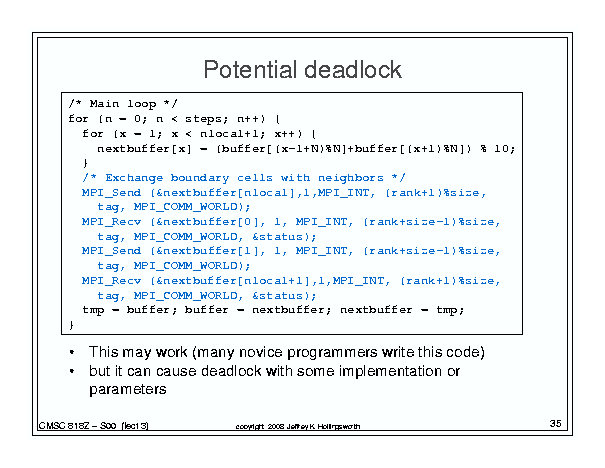 Potential deadlock
/* Main loop */
for (n = 0; n < steps; n++) {
for (x = 1; x < nlocal+1; x++) {
nextbuffer[x] = (buffer[(x-1+N)%N]+buffer[(x+1)%N]) % 10;
}
/* Exchange boundary cells with neighbors */
MPI_Send (&nextbuffer[nlocal],1,MPI_INT, (rank+1)%size,
tag, MPI_COMM_WORLD);
MPI_Recv (&nextbuffer[0], 1, MPI_INT, (rank+size-1)%size,
tag, MPI_COMM_WORLD, &status);
MPI_Send (&nextbuffer[1], 1, MPI_INT, (rank+size-1)%size,
tag, MPI_COMM_WORLD);
MPI_Recv (&nextbuffer[nlocal+1],1,MPI_INT, (rank+1)%size,
tag, MPI_COMM_WORLD, &status);
tmp = buffer; buffer = nextbuffer; nextbuffer = tmp;
}
• This may work (many novice programmers write this code)
• but it can cause deadlock with some implementation or
parameters
CMSC 818Z – S00 (lect 3)
copyright 2008 Jeffrey K Hollingsworth
35